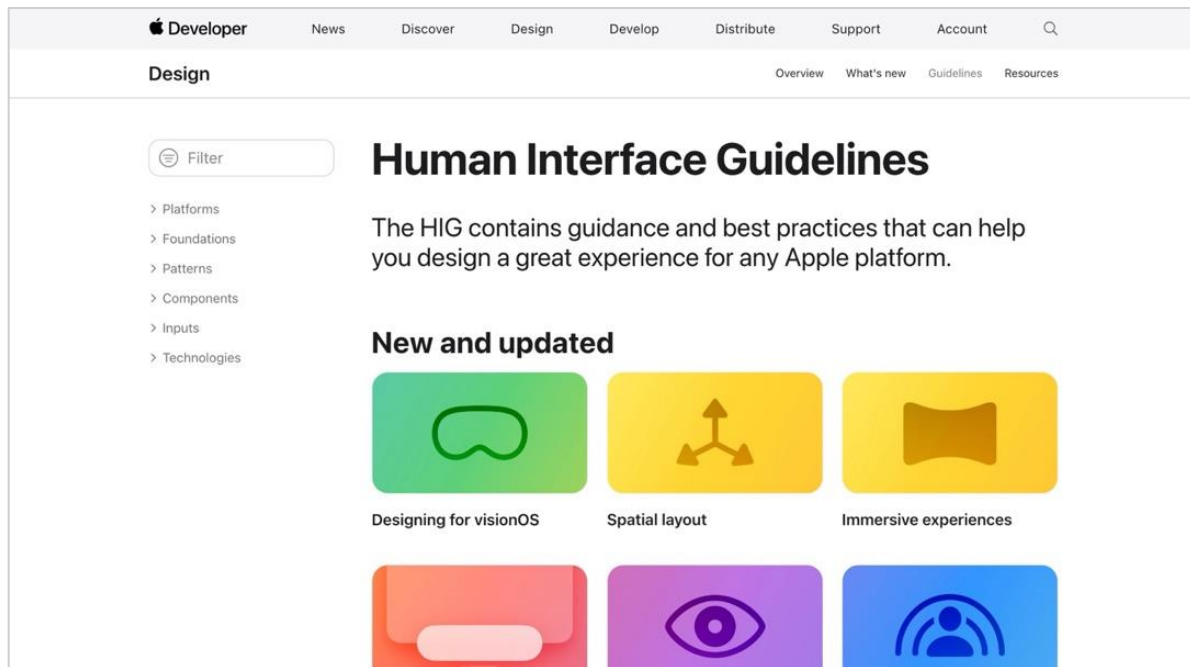 Developer News Discover Design Develop Distribute Support Account
Design Overview What's new Guidelines Resources
Filter
Platforms
Foundations
Patterns
Components
Inputs
Technologies
Human Interface Guidelines
The HIG contains guidance and best practices that can help
you design a great experience for any Apple platform.
New and updated
Designing for visionOS
Spatial layout
Immersive experiences